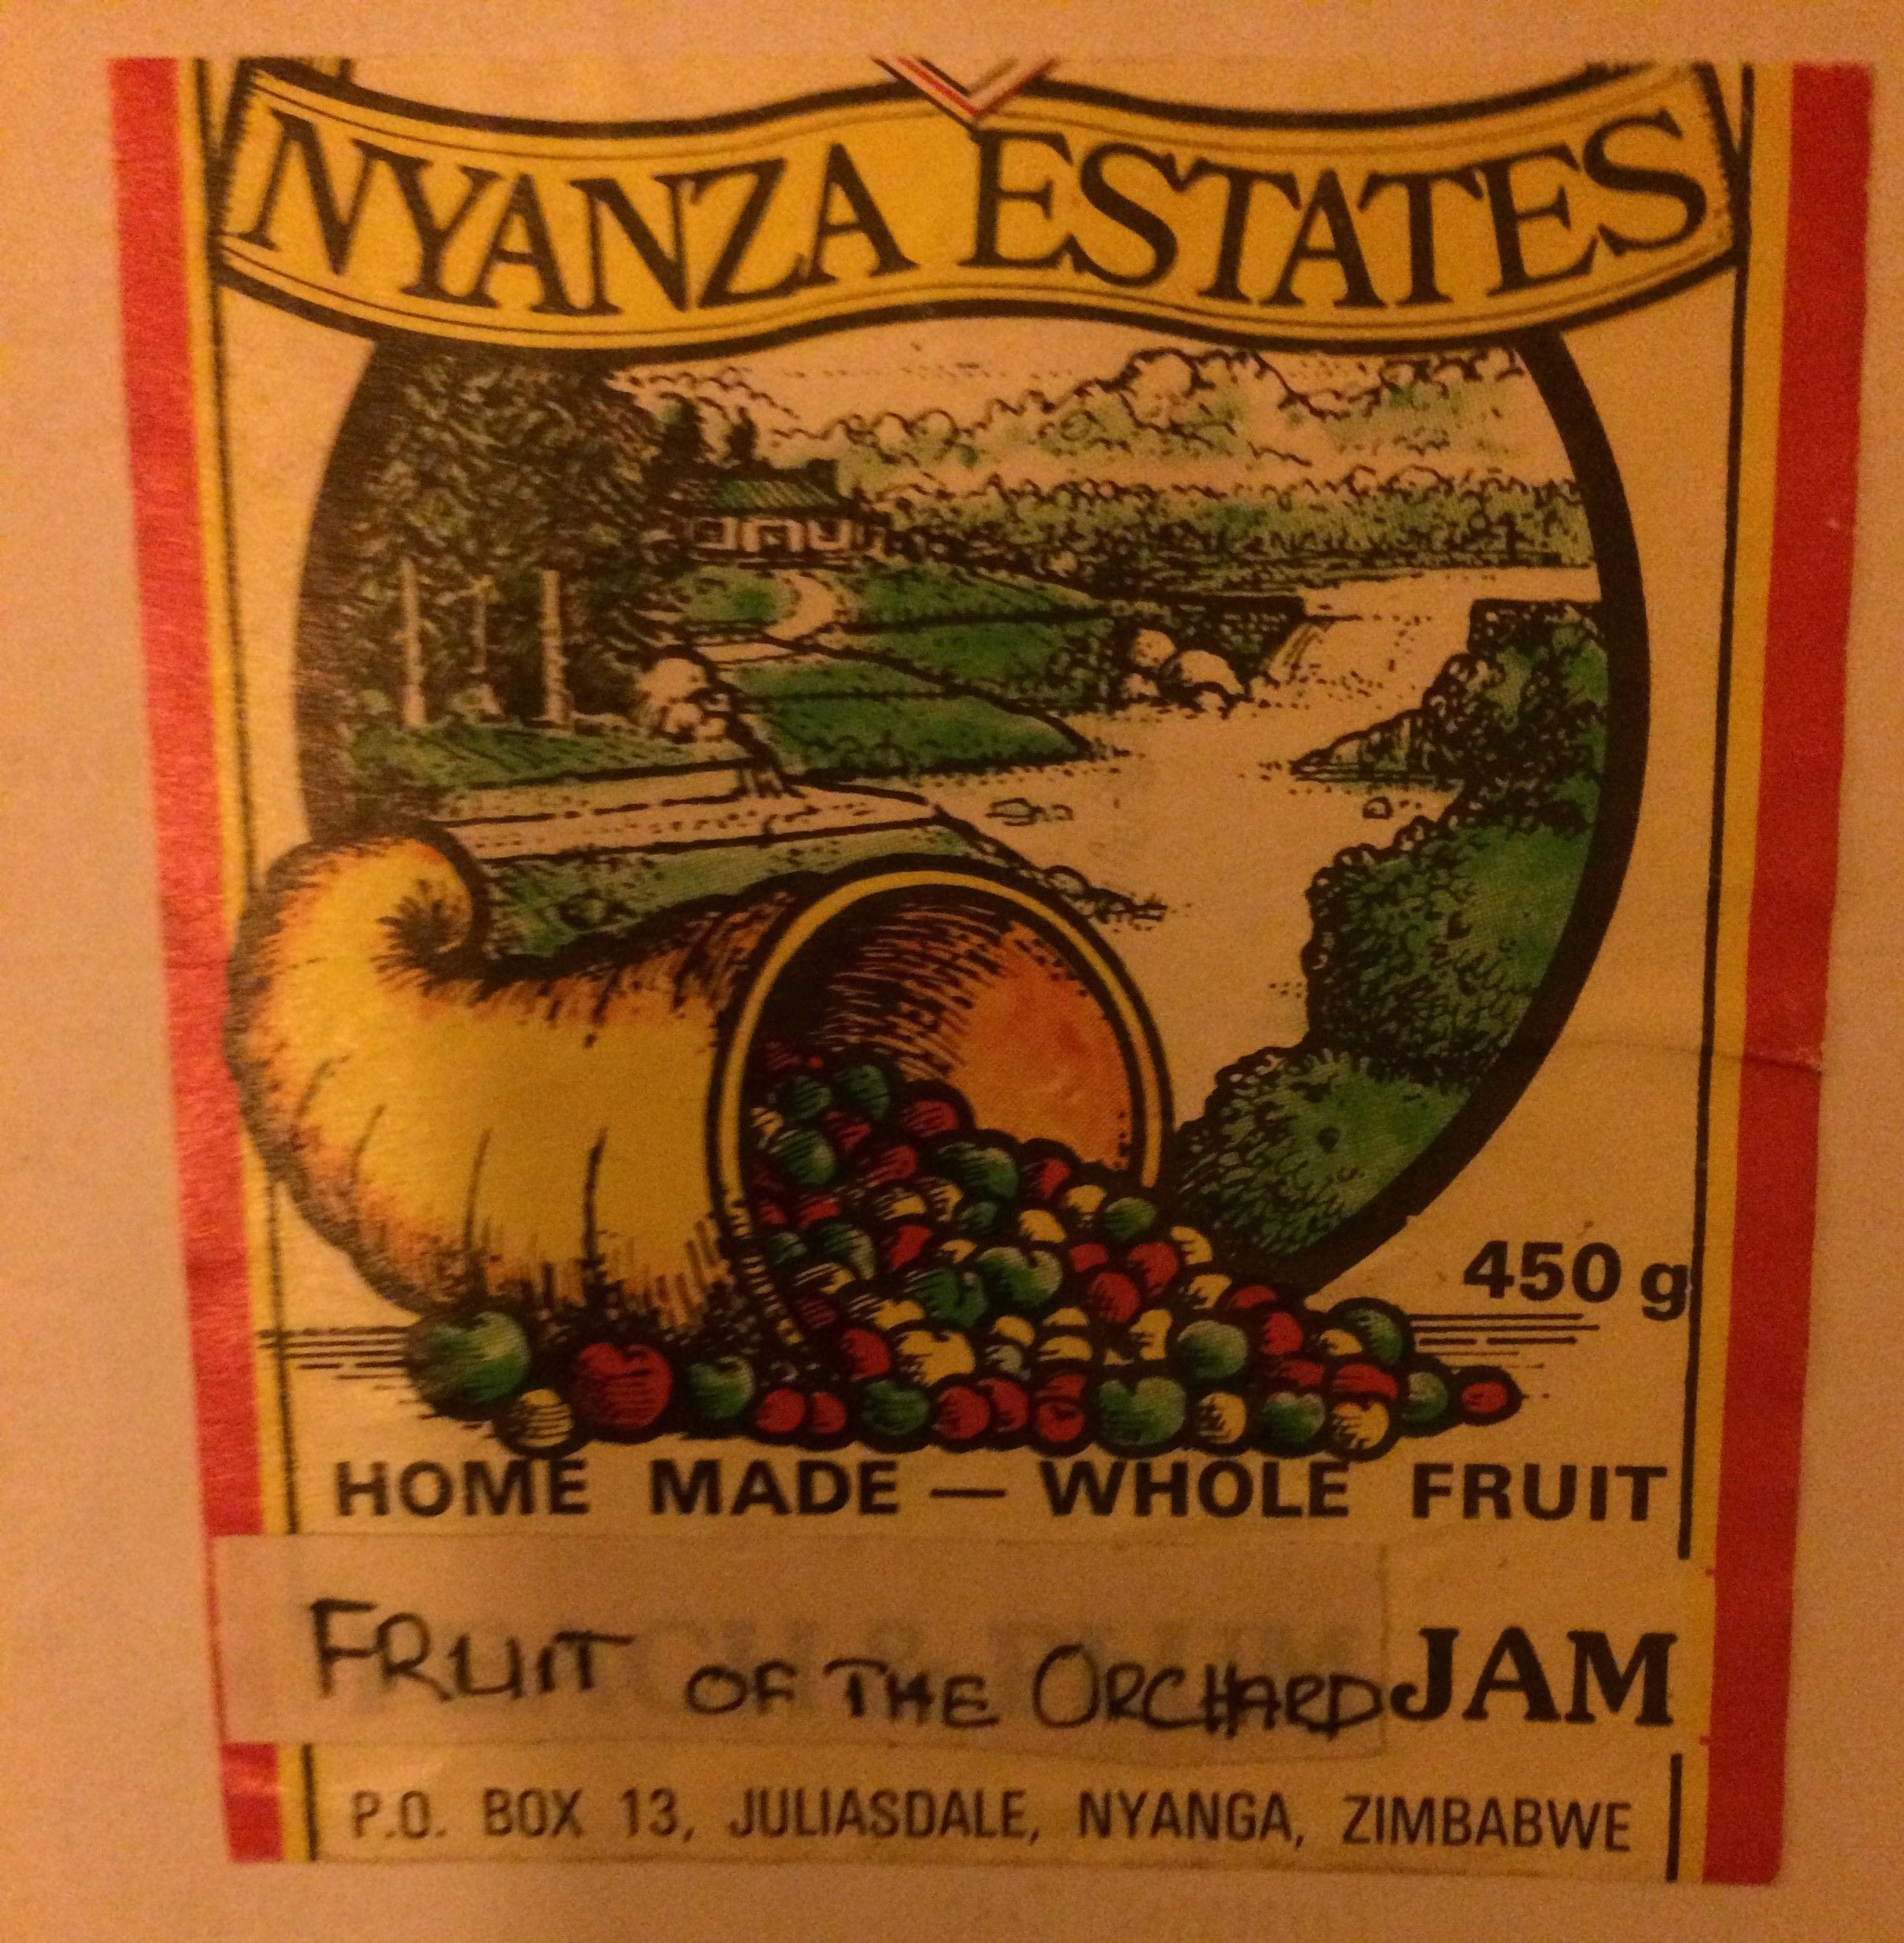 NYANZA ESTATES
450 g
HOME MADE — WHOLE FRUIT
FRUIT OF THE ORCHARD JAM
P.O. BOX 13, JULIASDALE, NYANGA, ZIMBABWE